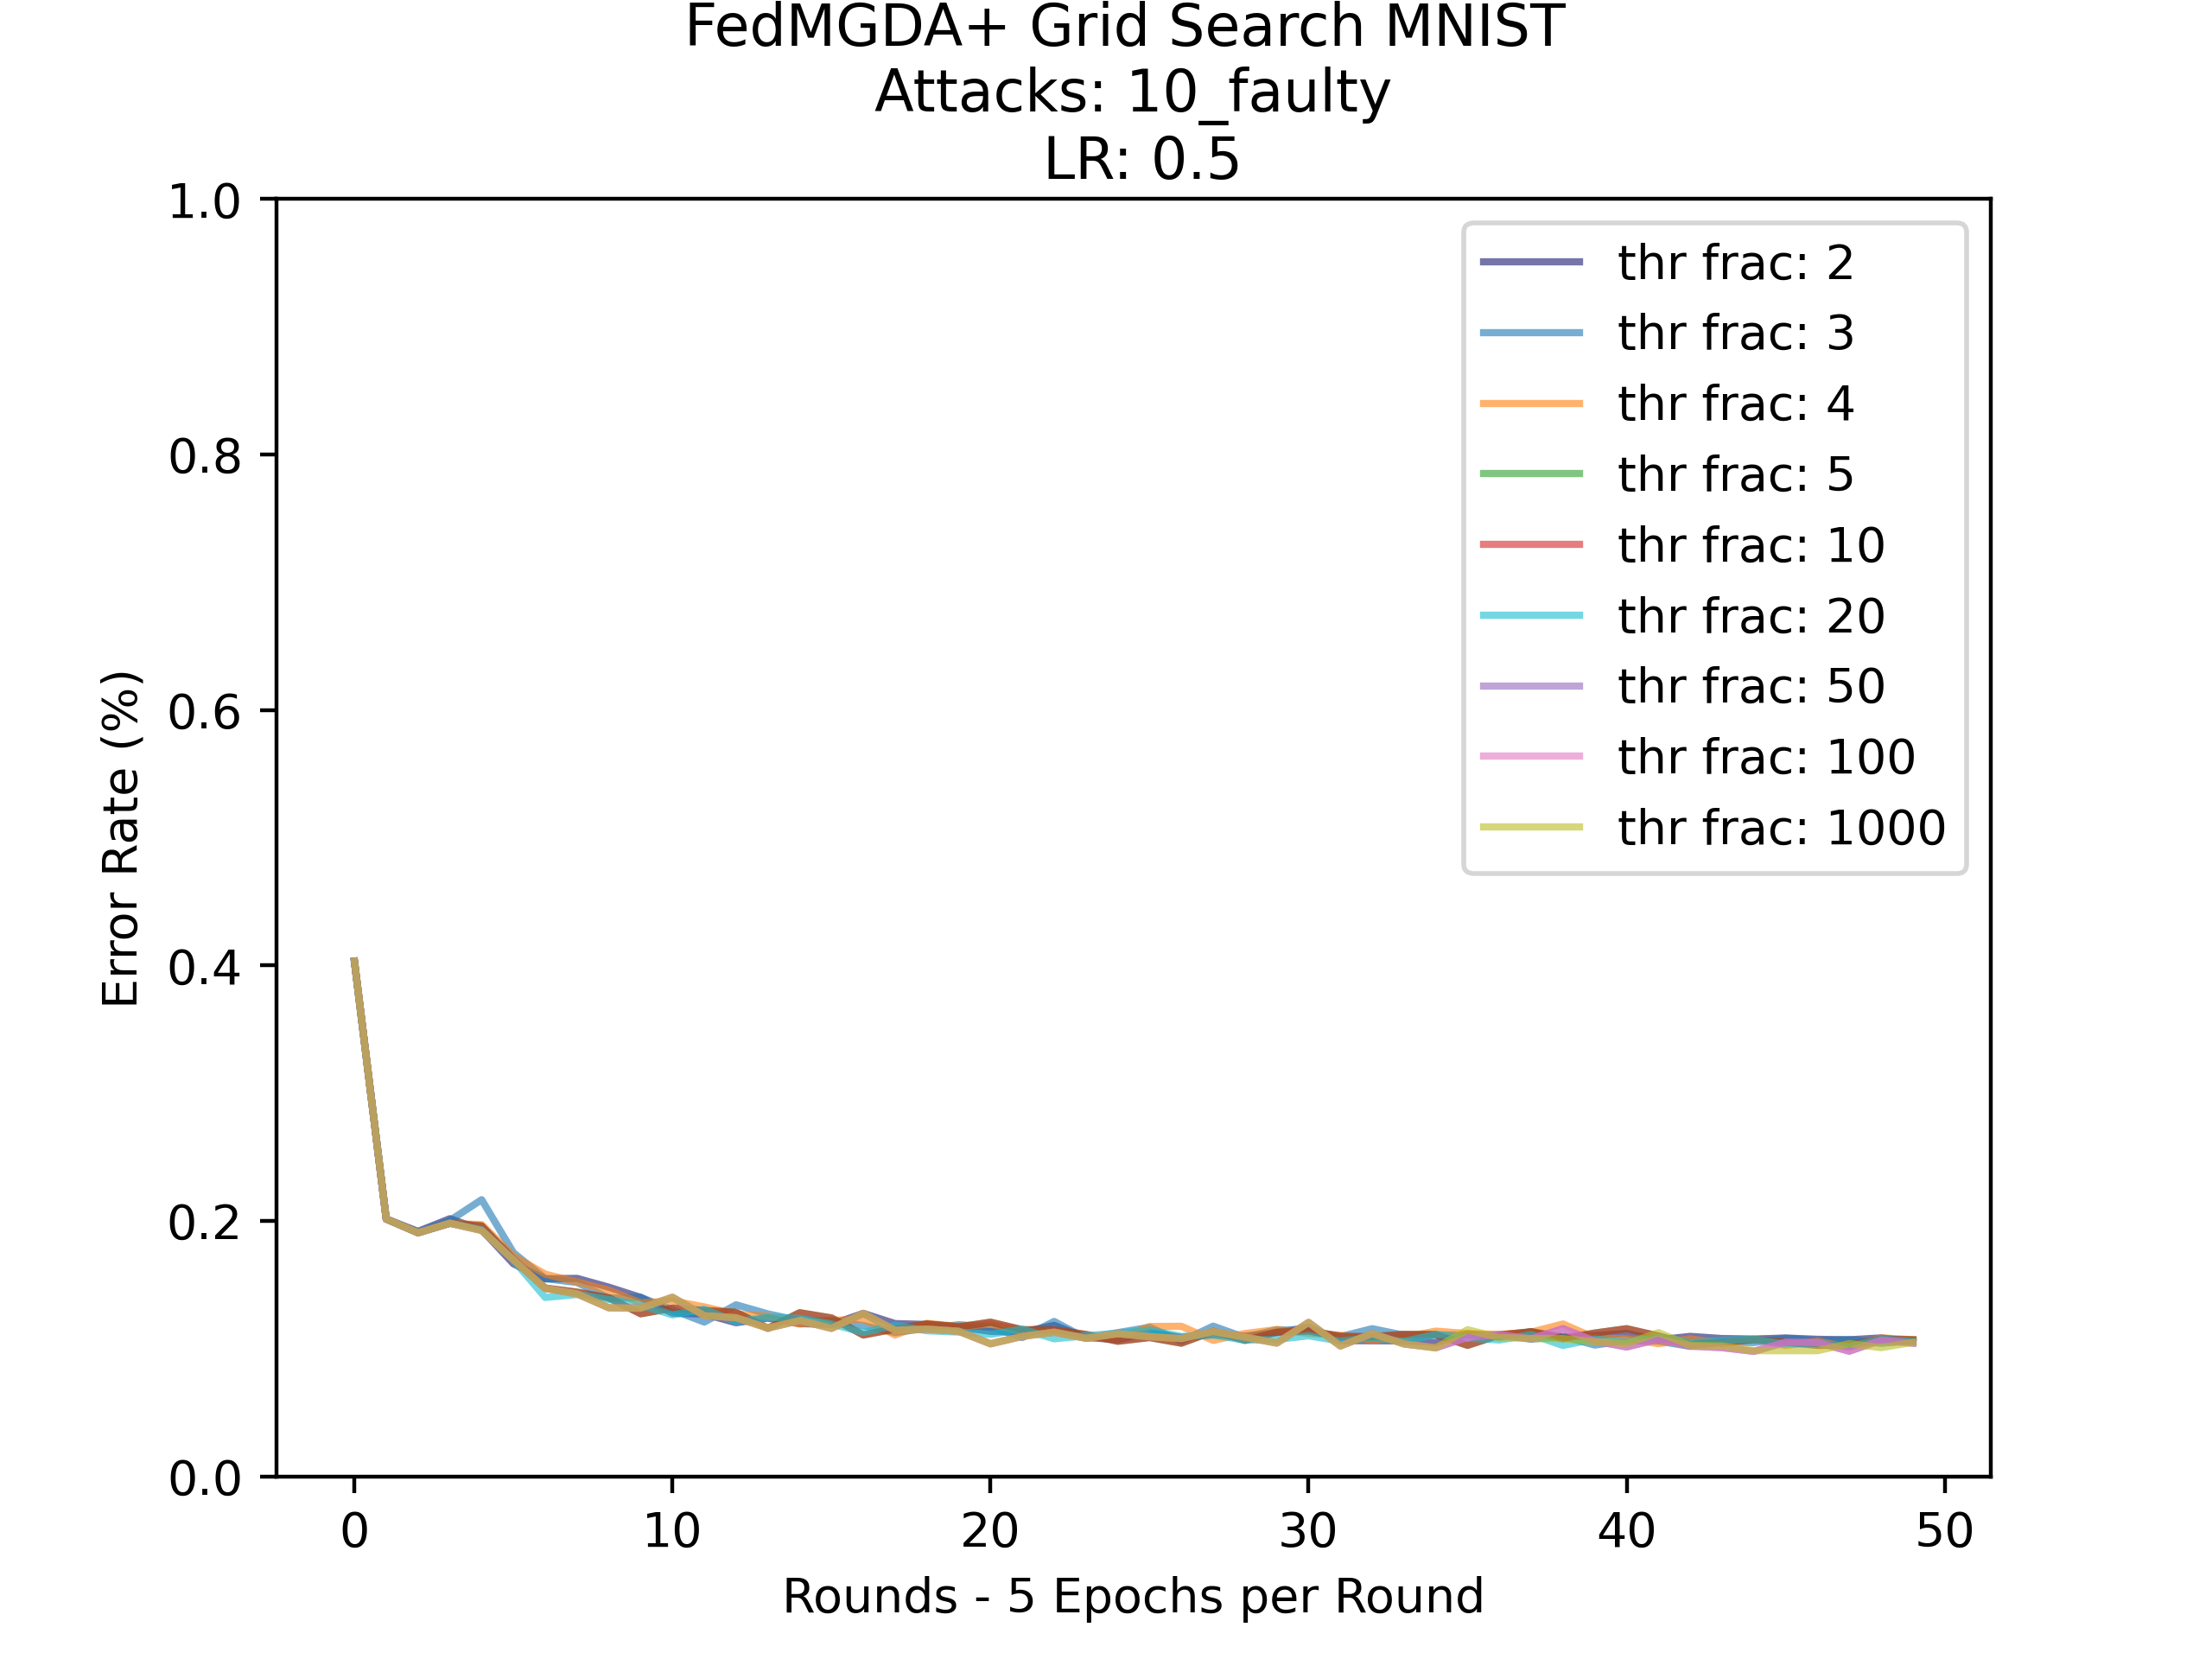 FedMGDA+ Grid Search MNIST
Attacks: 10_faulty
LR: 0.5
1.0
0.8
0.6
0.4
0.2
0.0
Error Rate (%)
thr frac: 2
thr frac: 3
thr frac: 4
thr frac: 5
thr frac: 10
thr frac: 20
thr frac: 50
thr frac: 100
thr frac: 1000
0 10 20 30 40 50
Rounds - 5 Epochs per Round